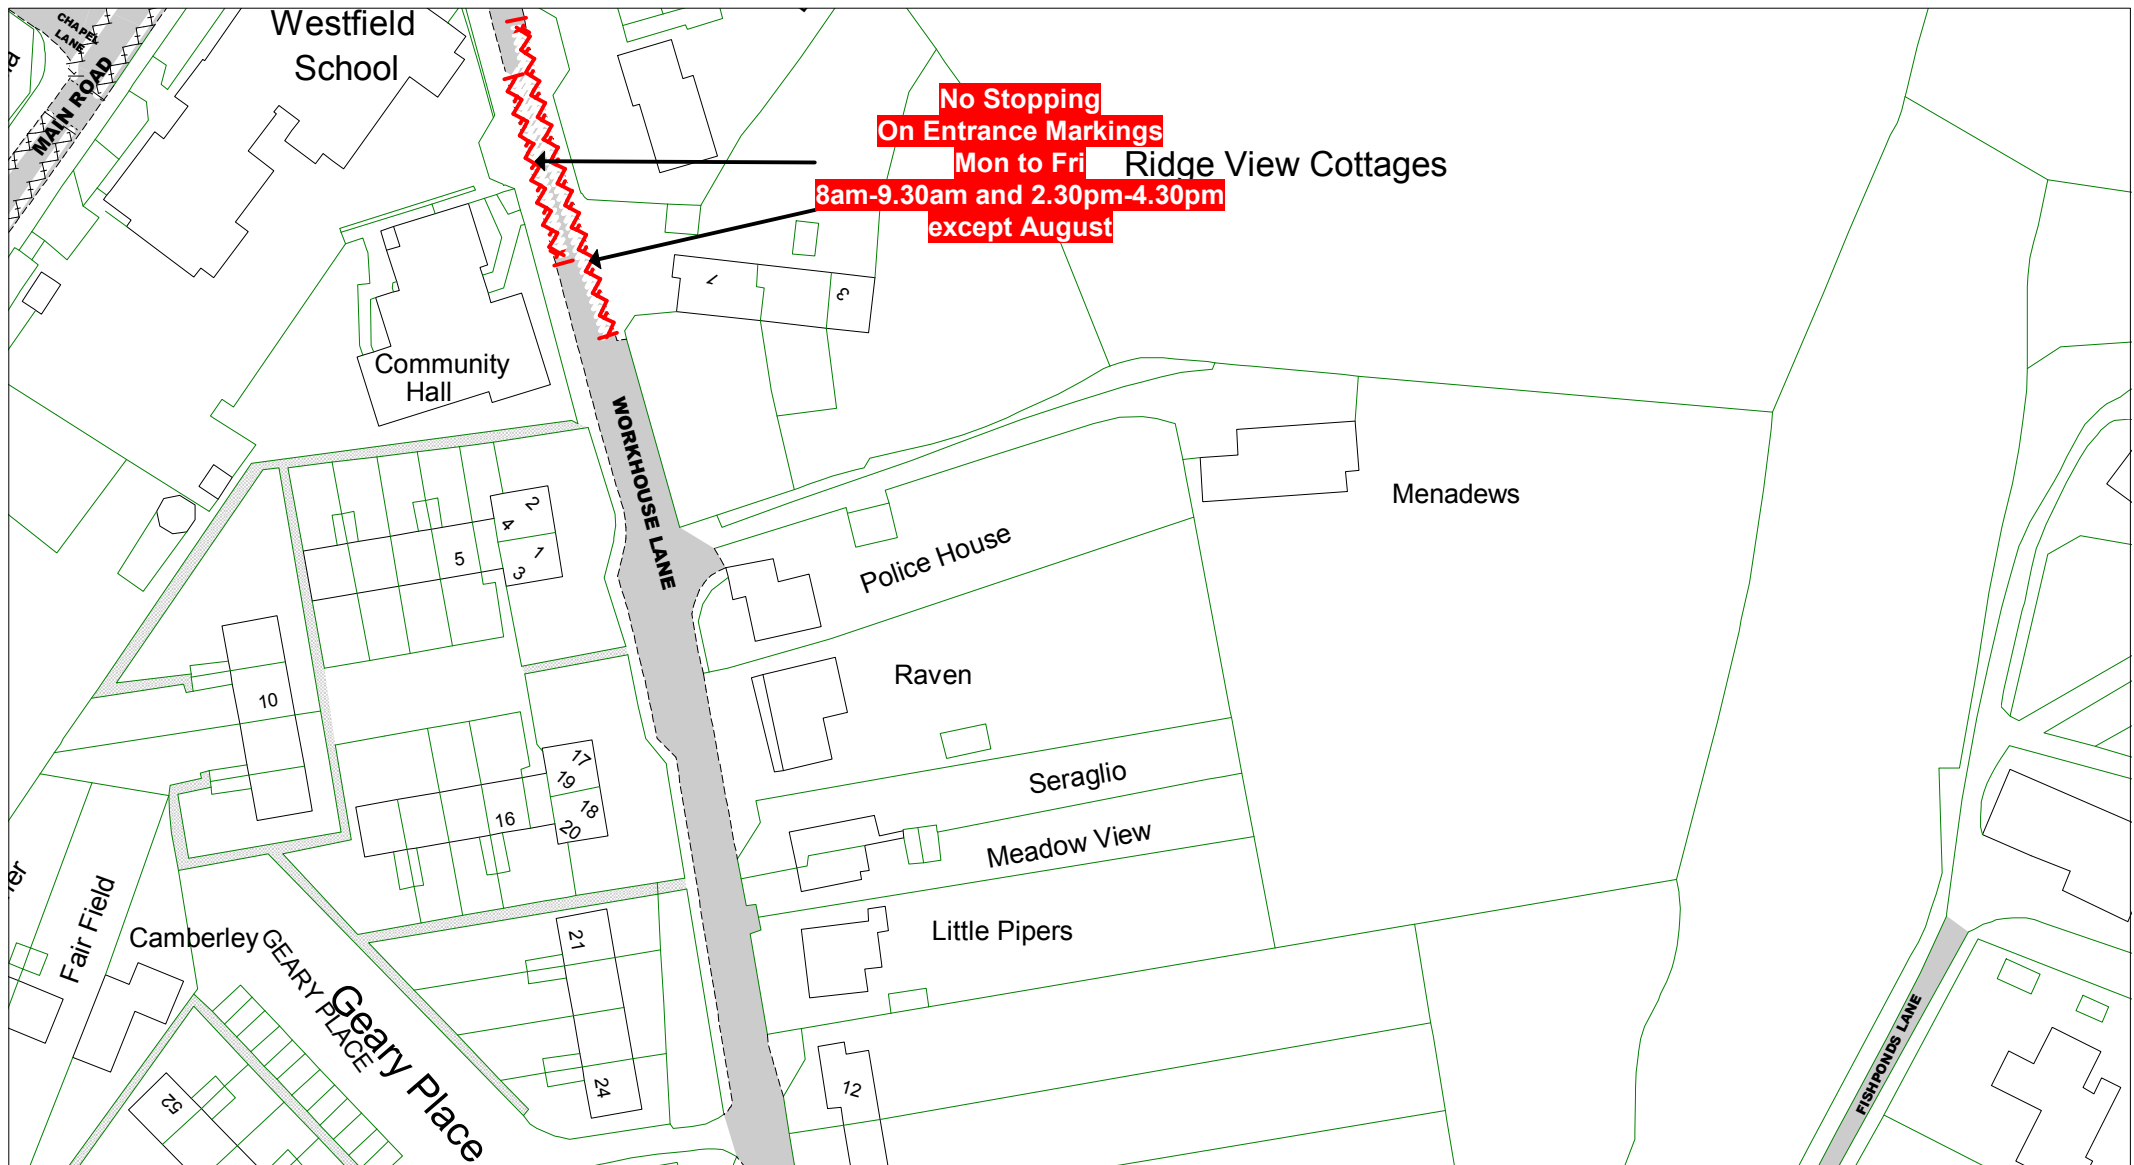 CHAPEL
LANE
MAIN ROAD
Westfield
School
No Stopping
On Entrance Markings
Mon to Fri
8am-9.30am and 2.30pm-4.30pm
except August
Ridge View Cottages
7
3
Community
Hall
WORKHOUSE LANE
2
4
1
3
5
Menadews
Police House
10
Raven
17
19
18
20
16
Seraglio
Meadow View
Fair Field
Camberley
GEARY PLACE
Geary Place
21
24
Little Pipers
12
52
FISHPONDS LANE